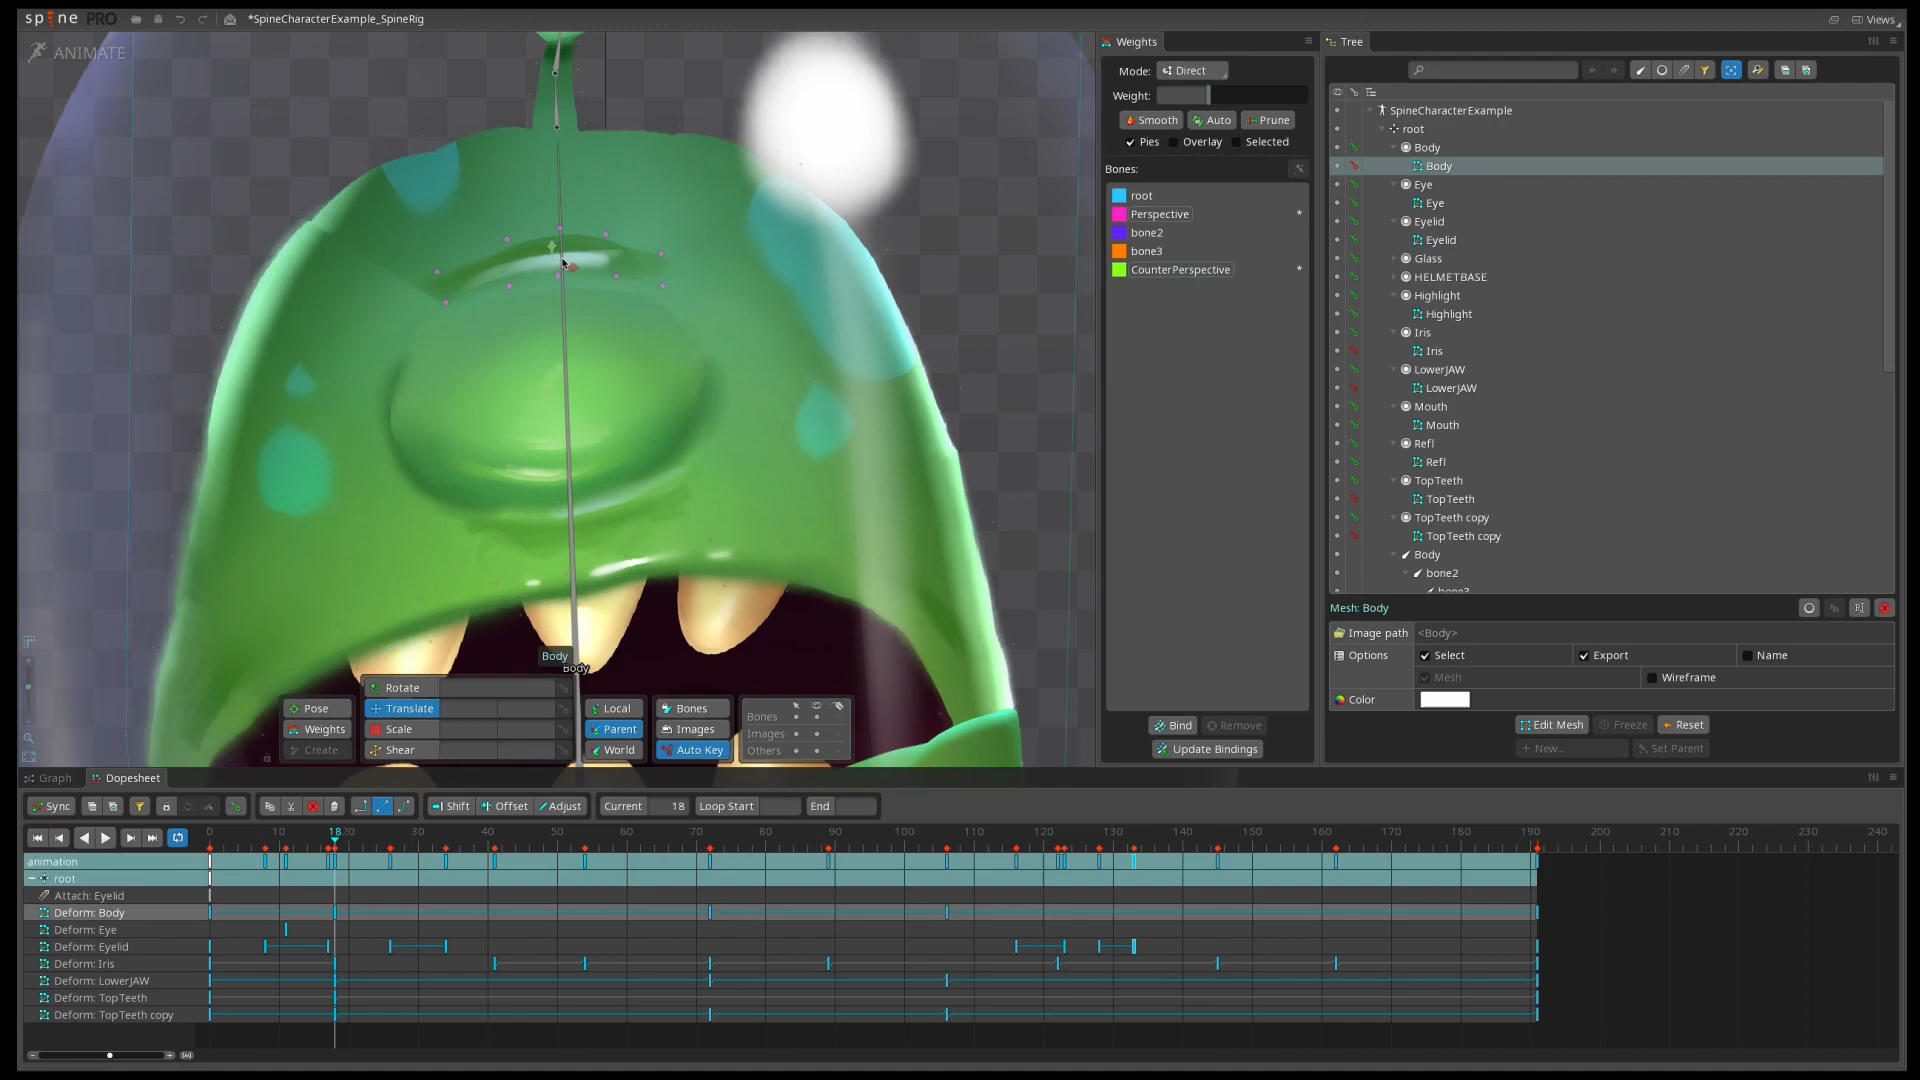 spine PRO
*SpineCharacterExample_SpineRig
Views
ANIMATE
Weights
Mode: Direct
Weight:
Smooth Auto Prune
Pies Overlay Selected
Bones:
root
Perspective *
bone2
bone3
CounterPerspective *
Bind Remove
Update Bindings
Tree
SpineCharacterExample
root
Body
Body
Eye
Eye
Eyelid
Eyelid
Glass
HELMETBASE
Highlight
Highlight
Iris
Iris
LowerJAW
LowerJAW
Mouth
Mouth
Refl
Refl
TopTeeth
TopTeeth
TopTeeth copy
TopTeeth copy
Body
bone2
bone3
Mesh: Body
Image path <Body>
Options Select Export Name
Mesh Wireframe
Color
Edit Mesh Freeze Reset
New... Set Parent
Body
Body
Pose
Weights
Create
Rotate
Translate
Scale
Shear
Local
Parent
World
Bones
Images
Auto Key
Bones
Images
Others
Graph Dopesheet
Sync Shift Offset Adjust Current 18 Loop Start End
0 10 18 20 30 40 50 60 70 80 90 100 110 120 130 140 150 160 170 180 190 200 210 220 230 240
animation
root
Attach: Eyelid
Deform: Body
Deform: Eye
Deform: Eyelid
Deform: Iris
Deform: LowerJAW
Deform: TopTeeth
Deform: TopTeeth copy